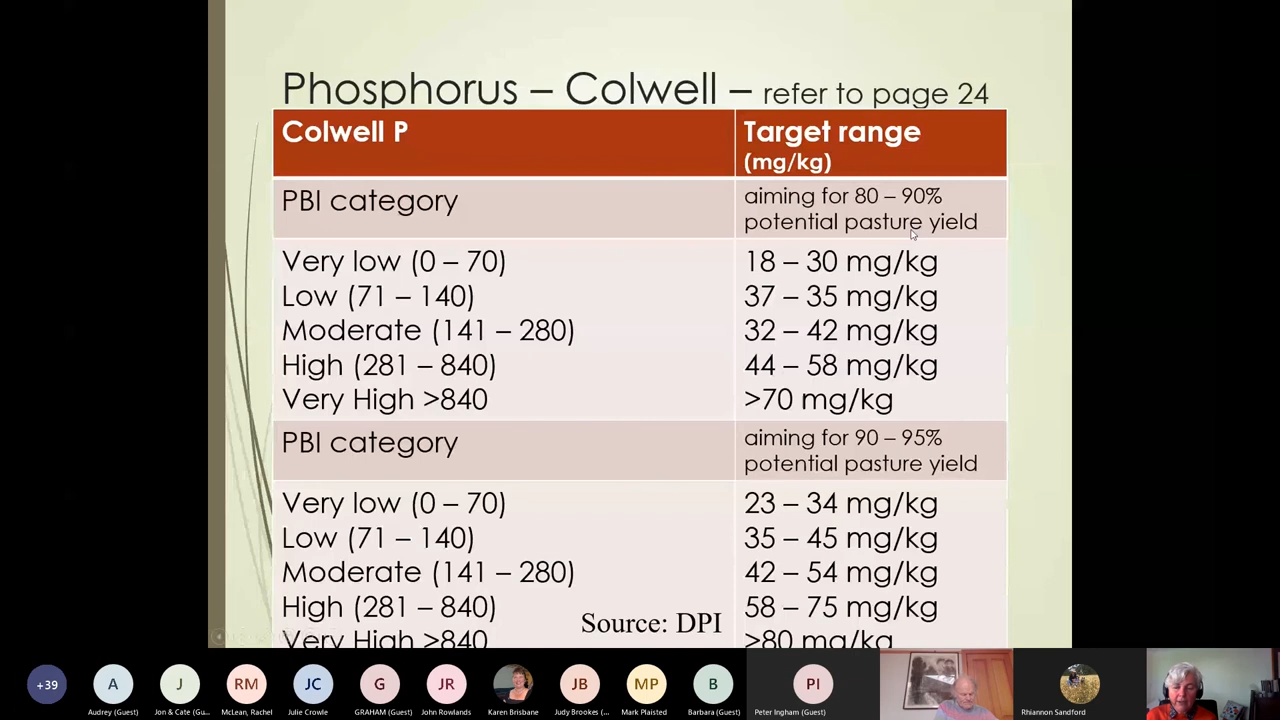 Phosphorus – Colwell – refer to page 24
Colwell P
Target range
(mg/kg)
PBI category
aiming for 80 – 90%
potential pasture yield
Very low (0 – 70)
18 – 30 mg/kg
Low (71 – 140)
37 – 35 mg/kg
Moderate (141 – 280)
32 – 42 mg/kg
High (281 – 840)
44 – 58 mg/kg
Very High >840
>70 mg/kg
PBI category
aiming for 90 – 95%
potential pasture yield
Very low (0 – 70)
23 – 34 mg/kg
Low (71 – 140)
35 – 45 mg/kg
Moderate (141 – 280)
42 – 54 mg/kg
High (281 – 840)
58 – 75 mg/kg
Very High >840
>80 mg/kg
Source: DPI
+39
A
J
RM
JC
G
JR
JB
MP
B
PI
Audrey (Guest)
Jon & Cate (Gu...
McLean, Rachel
Julie Crowle
GRAHAM (Guest)
John Rowlands
Karen Brisbane
Judy Brookes (...
Mark Plaisted
Barbara (Guest)
Peter Ingham (Guest)
Rhiannon Sandford